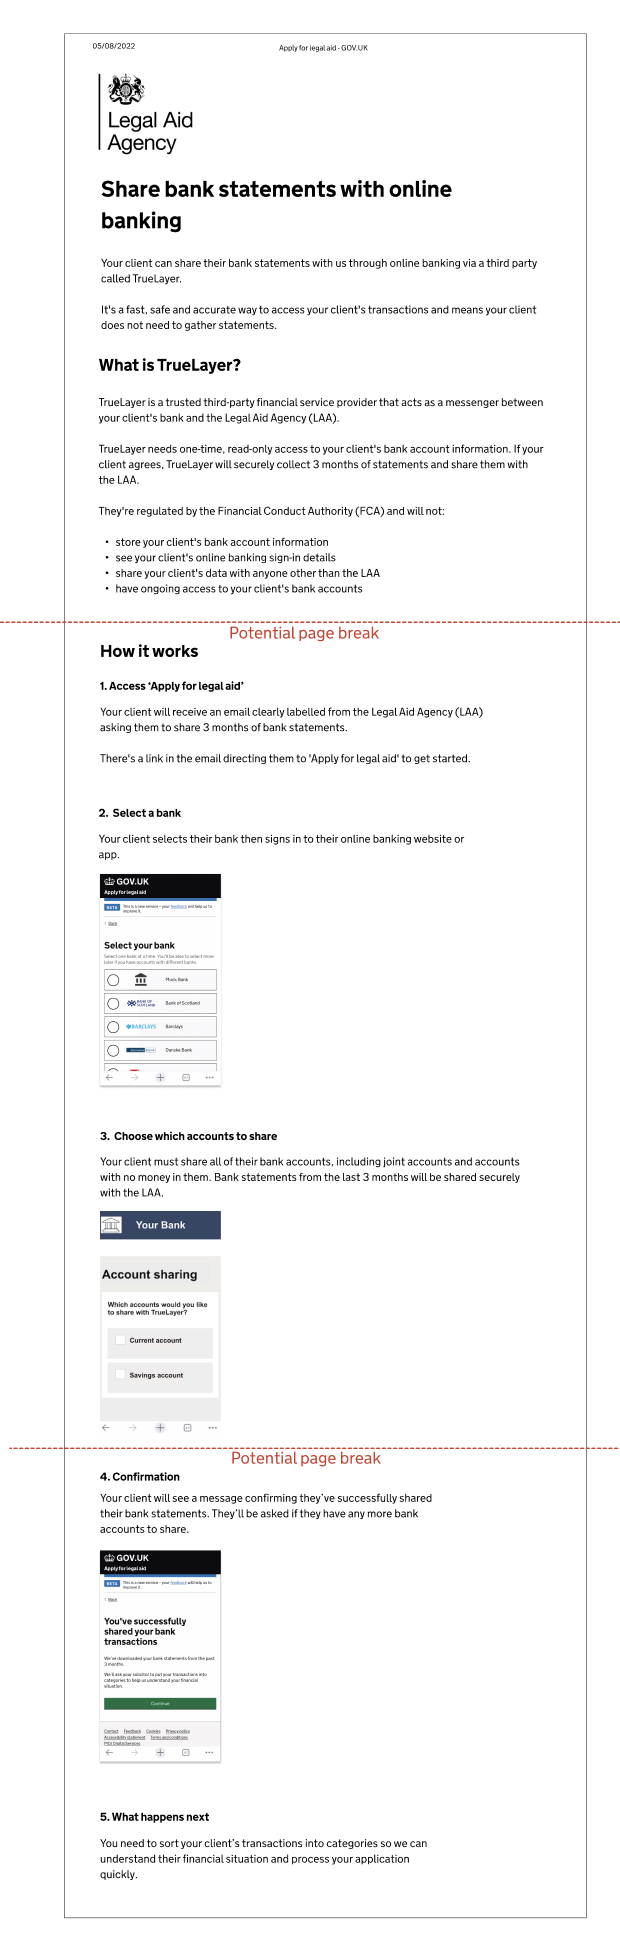 05/08/2022
Apply for legal aid - GOV.UK
Legal Aid
Agency
Share bank statements with online
banking
Your client can share their bank statements with us through online banking via a third party
called TrueLayer.
It's a fast, safe and accurate way to access your client's transactions and means your client
does not need to gather statements.
What is TrueLayer?
TrueLayer is a trusted third-party financial service provider that acts as a messenger between
your client's bank and the Legal Aid Agency (LAA).
TrueLayer needs one-time, read-only access to your client's bank account information. If your
client agrees, TrueLayer will securely collect 3 months of statements and share them with
the LAA.
They're regulated by the Financial Conduct Authority (FCA) and will not:
• store your client's bank account information
• see your client's online banking sign-in details
• share your client's data with anyone other than the LAA
• have ongoing access to your client's bank accounts
Potential page break
How it works
1. Access ‘Apply for legal aid’
Your client will receive an email clearly labelled from the Legal Aid Agency (LAA)
asking them to share 3 months of bank statements.
There's a link in the email directing them to 'Apply for legal aid' to get started.
2. Select a bank
Your client selects their bank then signs in to their online banking website or
app.
GOV.UK
Apply for legal aid
BETA This is a new service – your feedback will help us to
improve it.
Back
Select your bank
Select one bank at a time. You'll be able to select more
later if you have accounts with different banks.
Mock Bank
BANK OF
SCOTLAND
Bank of Scotland
BARCLAYS
Barclays
Danske Bank
3. Choose which accounts to share
Your client must share all of their bank accounts, including joint accounts and accounts
with no money in them. Bank statements from the last 3 months will be shared securely
with the LAA.
Your Bank
Account sharing
Which accounts would you like
to share with TrueLayer?
Current account
Savings account
Potential page break
4. Confirmation
Your client will see a message confirming they’ve successfully shared
their bank statements. They’ll be asked if they have any more bank
accounts to share.
GOV.UK
Apply for legal aid
BETA This is a new service – your feedback will help us to
improve it.
Back
You've successfully
shared your bank
transactions
We've downloaded your bank statements from the past
3 months.
We'll ask your solicitor to put your transactions into
categories to help us understand your financial
situation.
Continue
Contact Feedback Cookies Privacy policy
Accessibility statement Terms and conditions
MOJ Digital Services
5. What happens next
You need to sort your client’s transactions into categories so we can
understand their financial situation and process your application
quickly.